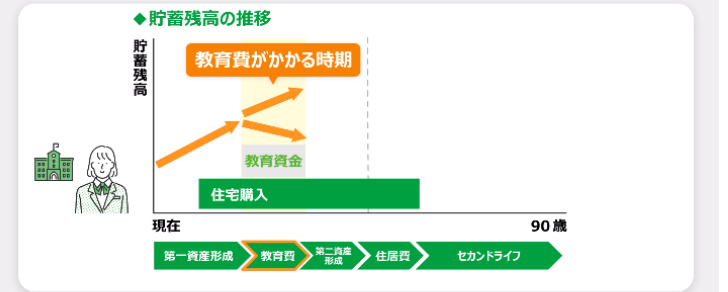 ◆貯蓄残高の推移
貯蓄残高
教育費がかかる時期
教育資金
住宅購入
現在
90歳
第一資産形成
教育費
第二資産
形成
住居費
セカンドライフ